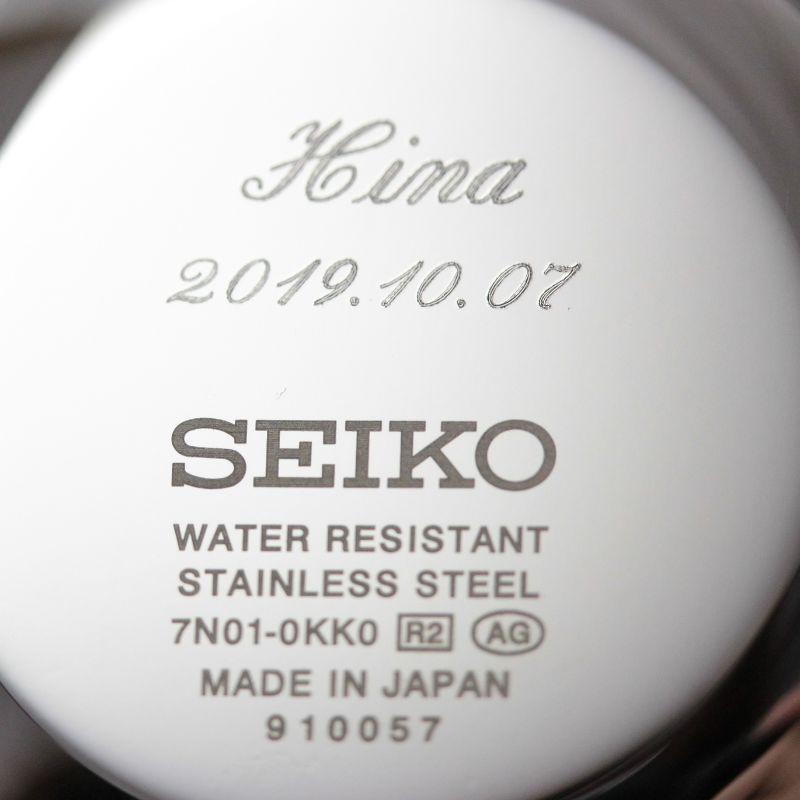 Hina
2019.10.07
SEIKO
WATER RESISTANT
STAINLESS STEEL
7N01-0KK0 R2 AG
MADE IN JAPAN
910057